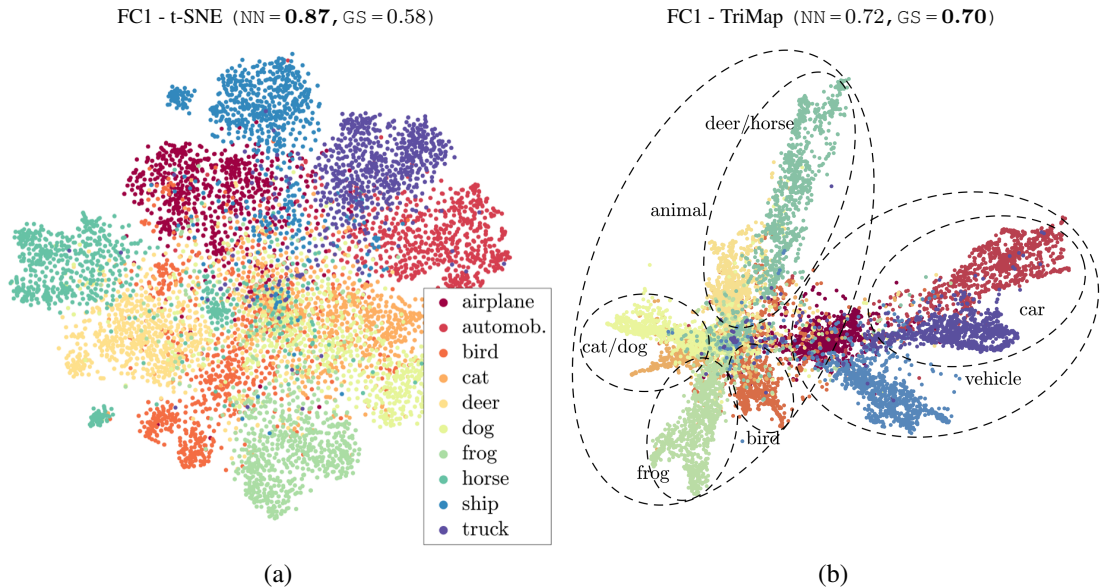 FC1 - t-SNE (NN = 0.87, GS = 0.58)
FC1 - TriMap (NN = 0.72, GS = 0.70)
deer/horse
animal
airplane
automob.
bird
cat
deer
dog
frog
horse
ship
truck
car
cat/dog
vehicle
bird
frog
(a)
(b)